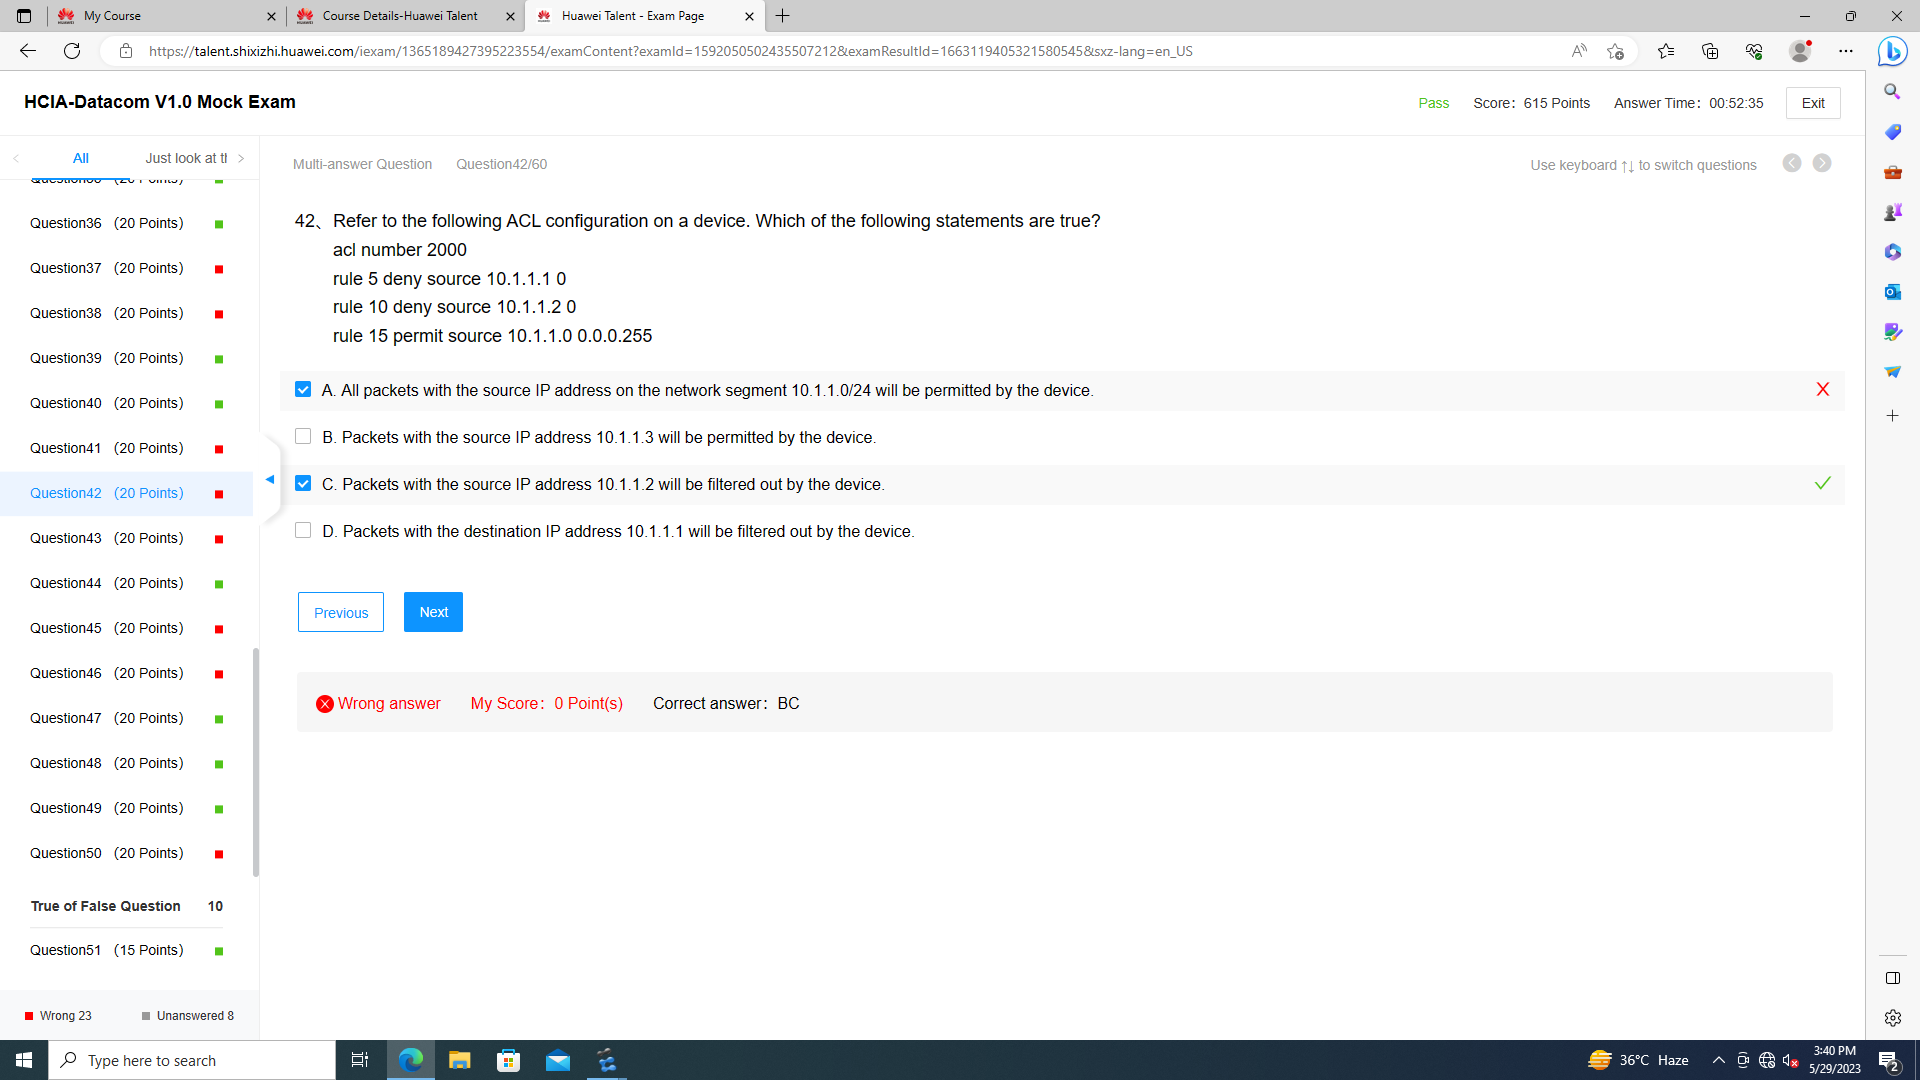 My Course
Course Details-Huawei Talent
Huawei Talent - Exam Page
https://talent.shixizhi.huawei.com/iexam/1365189427395223554/examContent?examId=1592050502435507212&examResultId=1663119405321580545&sxz-lang=en_US
HCIA-Datacom V1.0 Mock Exam
Pass
Score：615 Points
Answer Time：00:52:35
Exit
All
Just look at th
Multi-answer Question
Question42/60
Use keyboard ↑↓ to switch questions
Question36 (20 Points)
Question37 (20 Points)
Question38 (20 Points)
Question39 (20 Points)
Question40 (20 Points)
Question41 (20 Points)
Question42 (20 Points)
Question43 (20 Points)
Question44 (20 Points)
Question45 (20 Points)
Question46 (20 Points)
Question47 (20 Points)
Question48 (20 Points)
Question49 (20 Points)
Question50 (20 Points)
True of False Question 10
Question51 (15 Points)
Wrong 23
Unanswered 8
42、Refer to the following ACL configuration on a device. Which of the following statements are true?
acl number 2000
rule 5 deny source 10.1.1.1 0
rule 10 deny source 10.1.1.2 0
rule 15 permit source 10.1.1.0 0.0.0.255
A. All packets with the source IP address on the network segment 10.1.1.0/24 will be permitted by the device.
B. Packets with the source IP address 10.1.1.3 will be permitted by the device.
C. Packets with the source IP address 10.1.1.2 will be filtered out by the device.
D. Packets with the destination IP address 10.1.1.1 will be filtered out by the device.
Previous
Next
Wrong answer
My Score：0 Point(s)
Correct answer：BC
Type here to search
36°C Haze
3:40 PM
5/29/2023
2